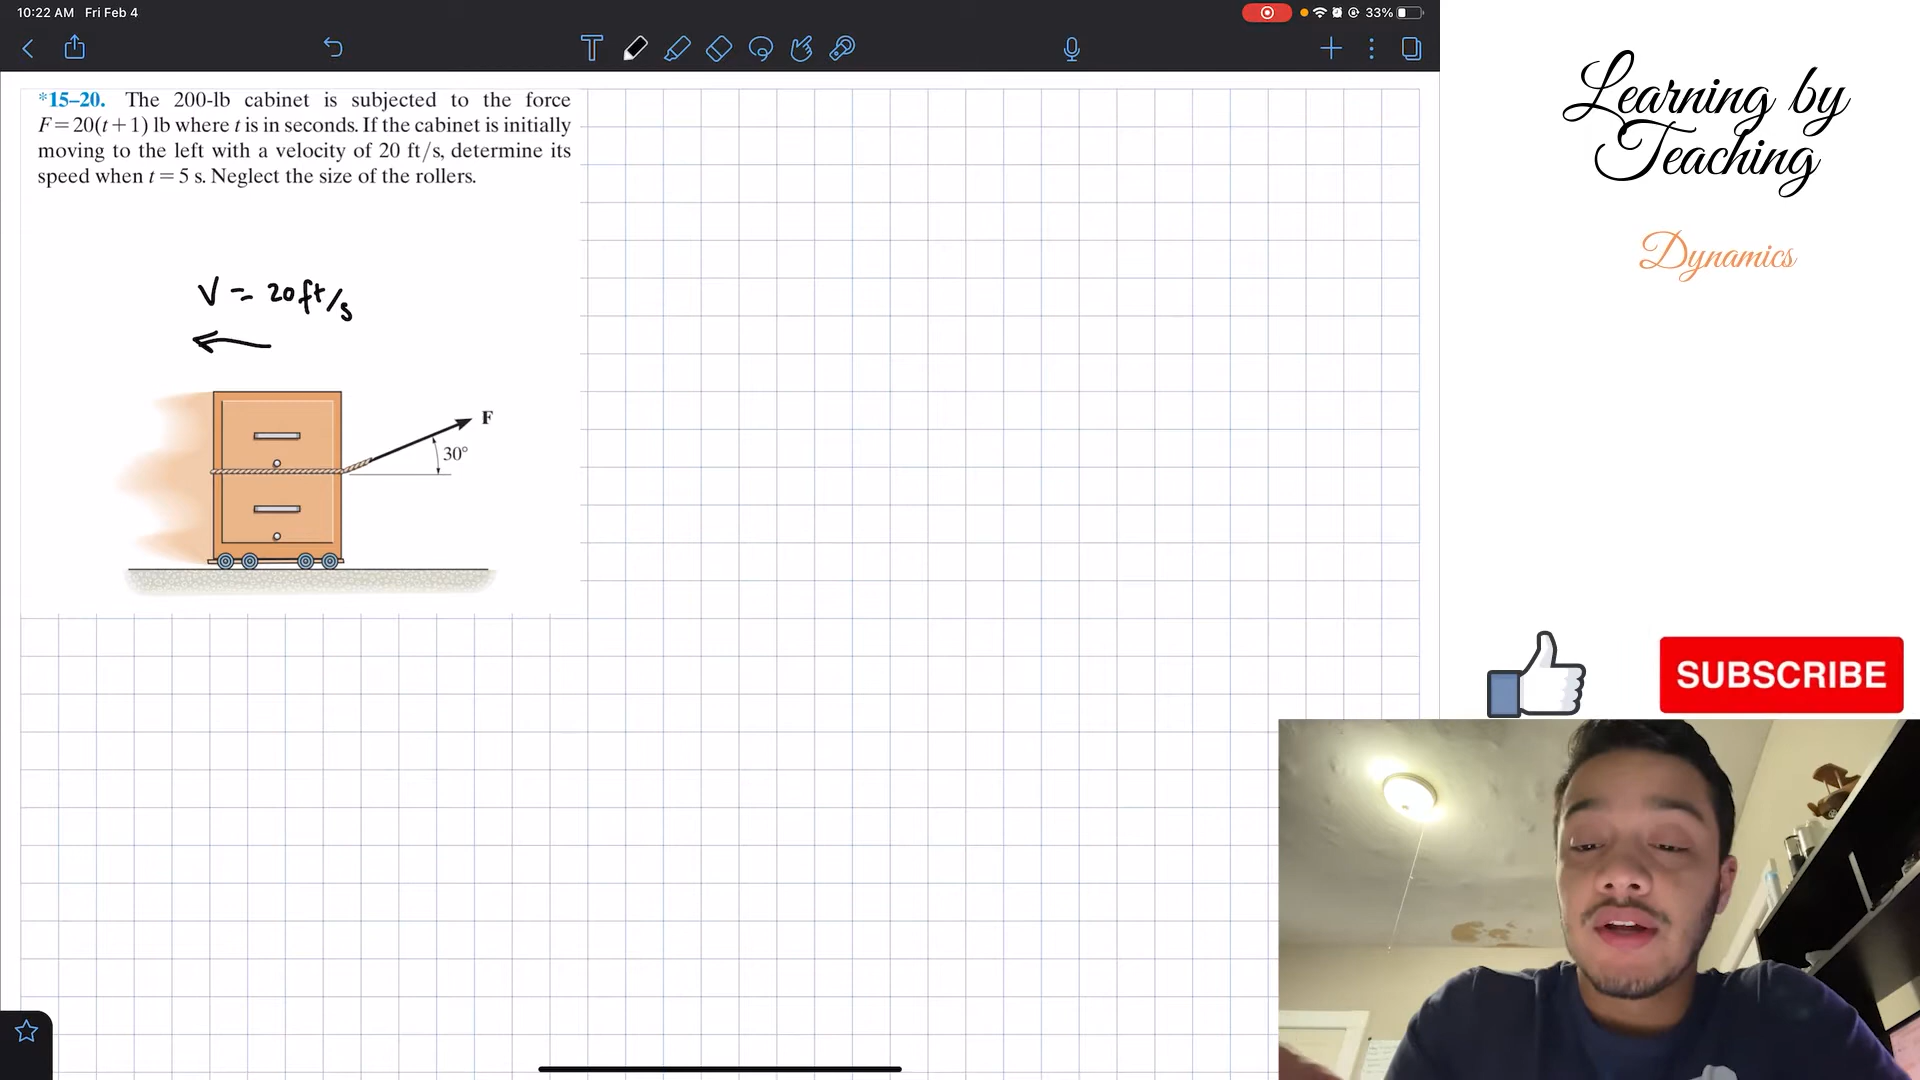 10:22 AM Fri Feb 4
33%
*15–20. The 200-lb cabinet is subjected to the force
F=20(t+1) lb where t is in seconds. If the cabinet is initially
moving to the left with a velocity of 20 ft/s, determine its
speed when t=5 s. Neglect the size of the rollers.
V = 20ft/s
F
30°
Learning by
Teaching
Dynamics
SUBSCRIBE